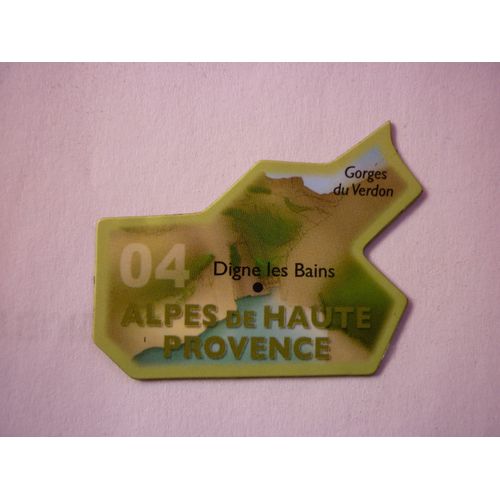 Gorges
du Verdon
04
Digne les Bains
ALPES DE HAUTE
PROVENCE